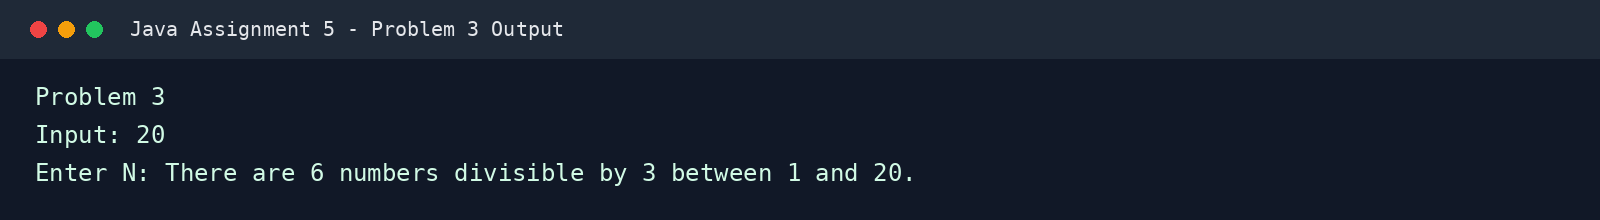 Java Assignment 5 - Problem 3 Output
Problem 3
Input: 20
Enter N: There are 6 numbers divisible by 3 between 1 and 20.